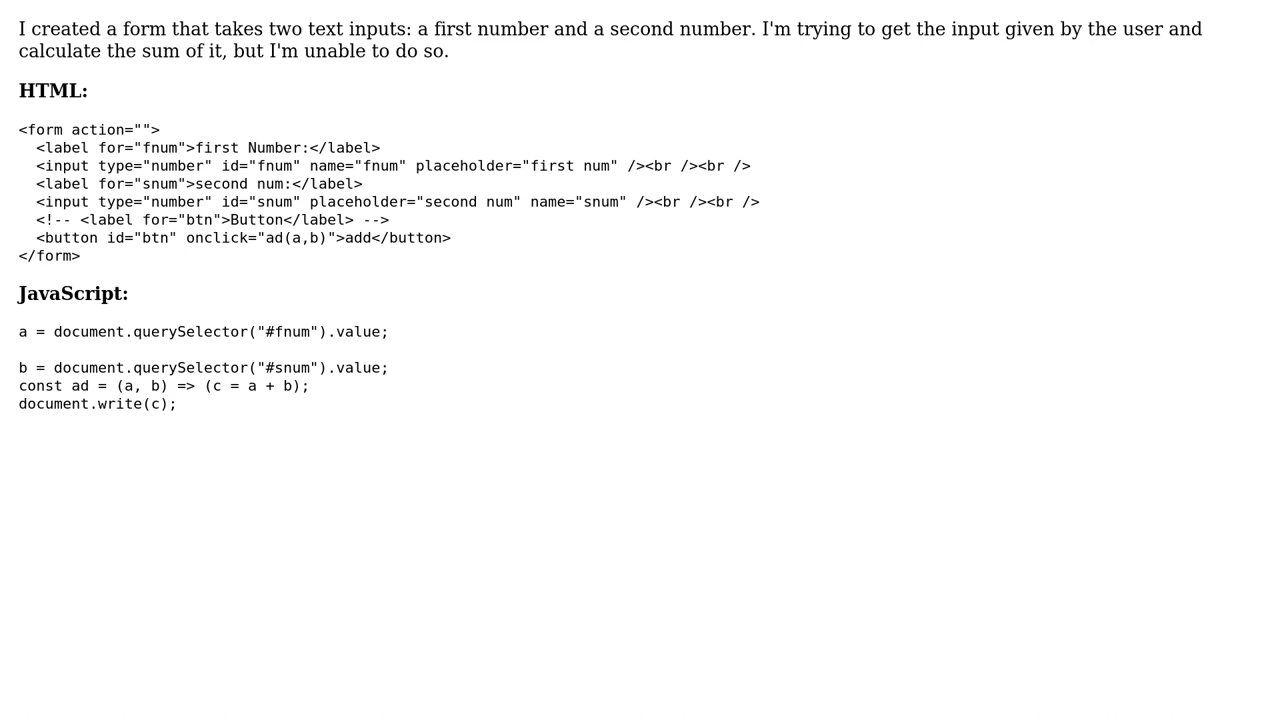 I created a form that takes two text inputs: a first number and a second number. I'm trying to get the input given by the user and
calculate the sum of it, but I'm unable to do so.
HTML:
<form action="">
  <label for="fnum">first Number:</label>
  <input type="number" id="fnum" name="fnum" placeholder="first num" /><br /><br />
  <label for="snum">second num:</label>
  <input type="number" id="snum" placeholder="second num" name="snum" /><br /><br />
  <!-- <label for="btn">Button</label> -->
  <button id="btn" onclick="ad(a,b)">add</button>
</form>
JavaScript:
a = document.querySelector("#fnum").value;
b = document.querySelector("#snum").value;
const ad = (a, b) => (c = a + b);
document.write(c);